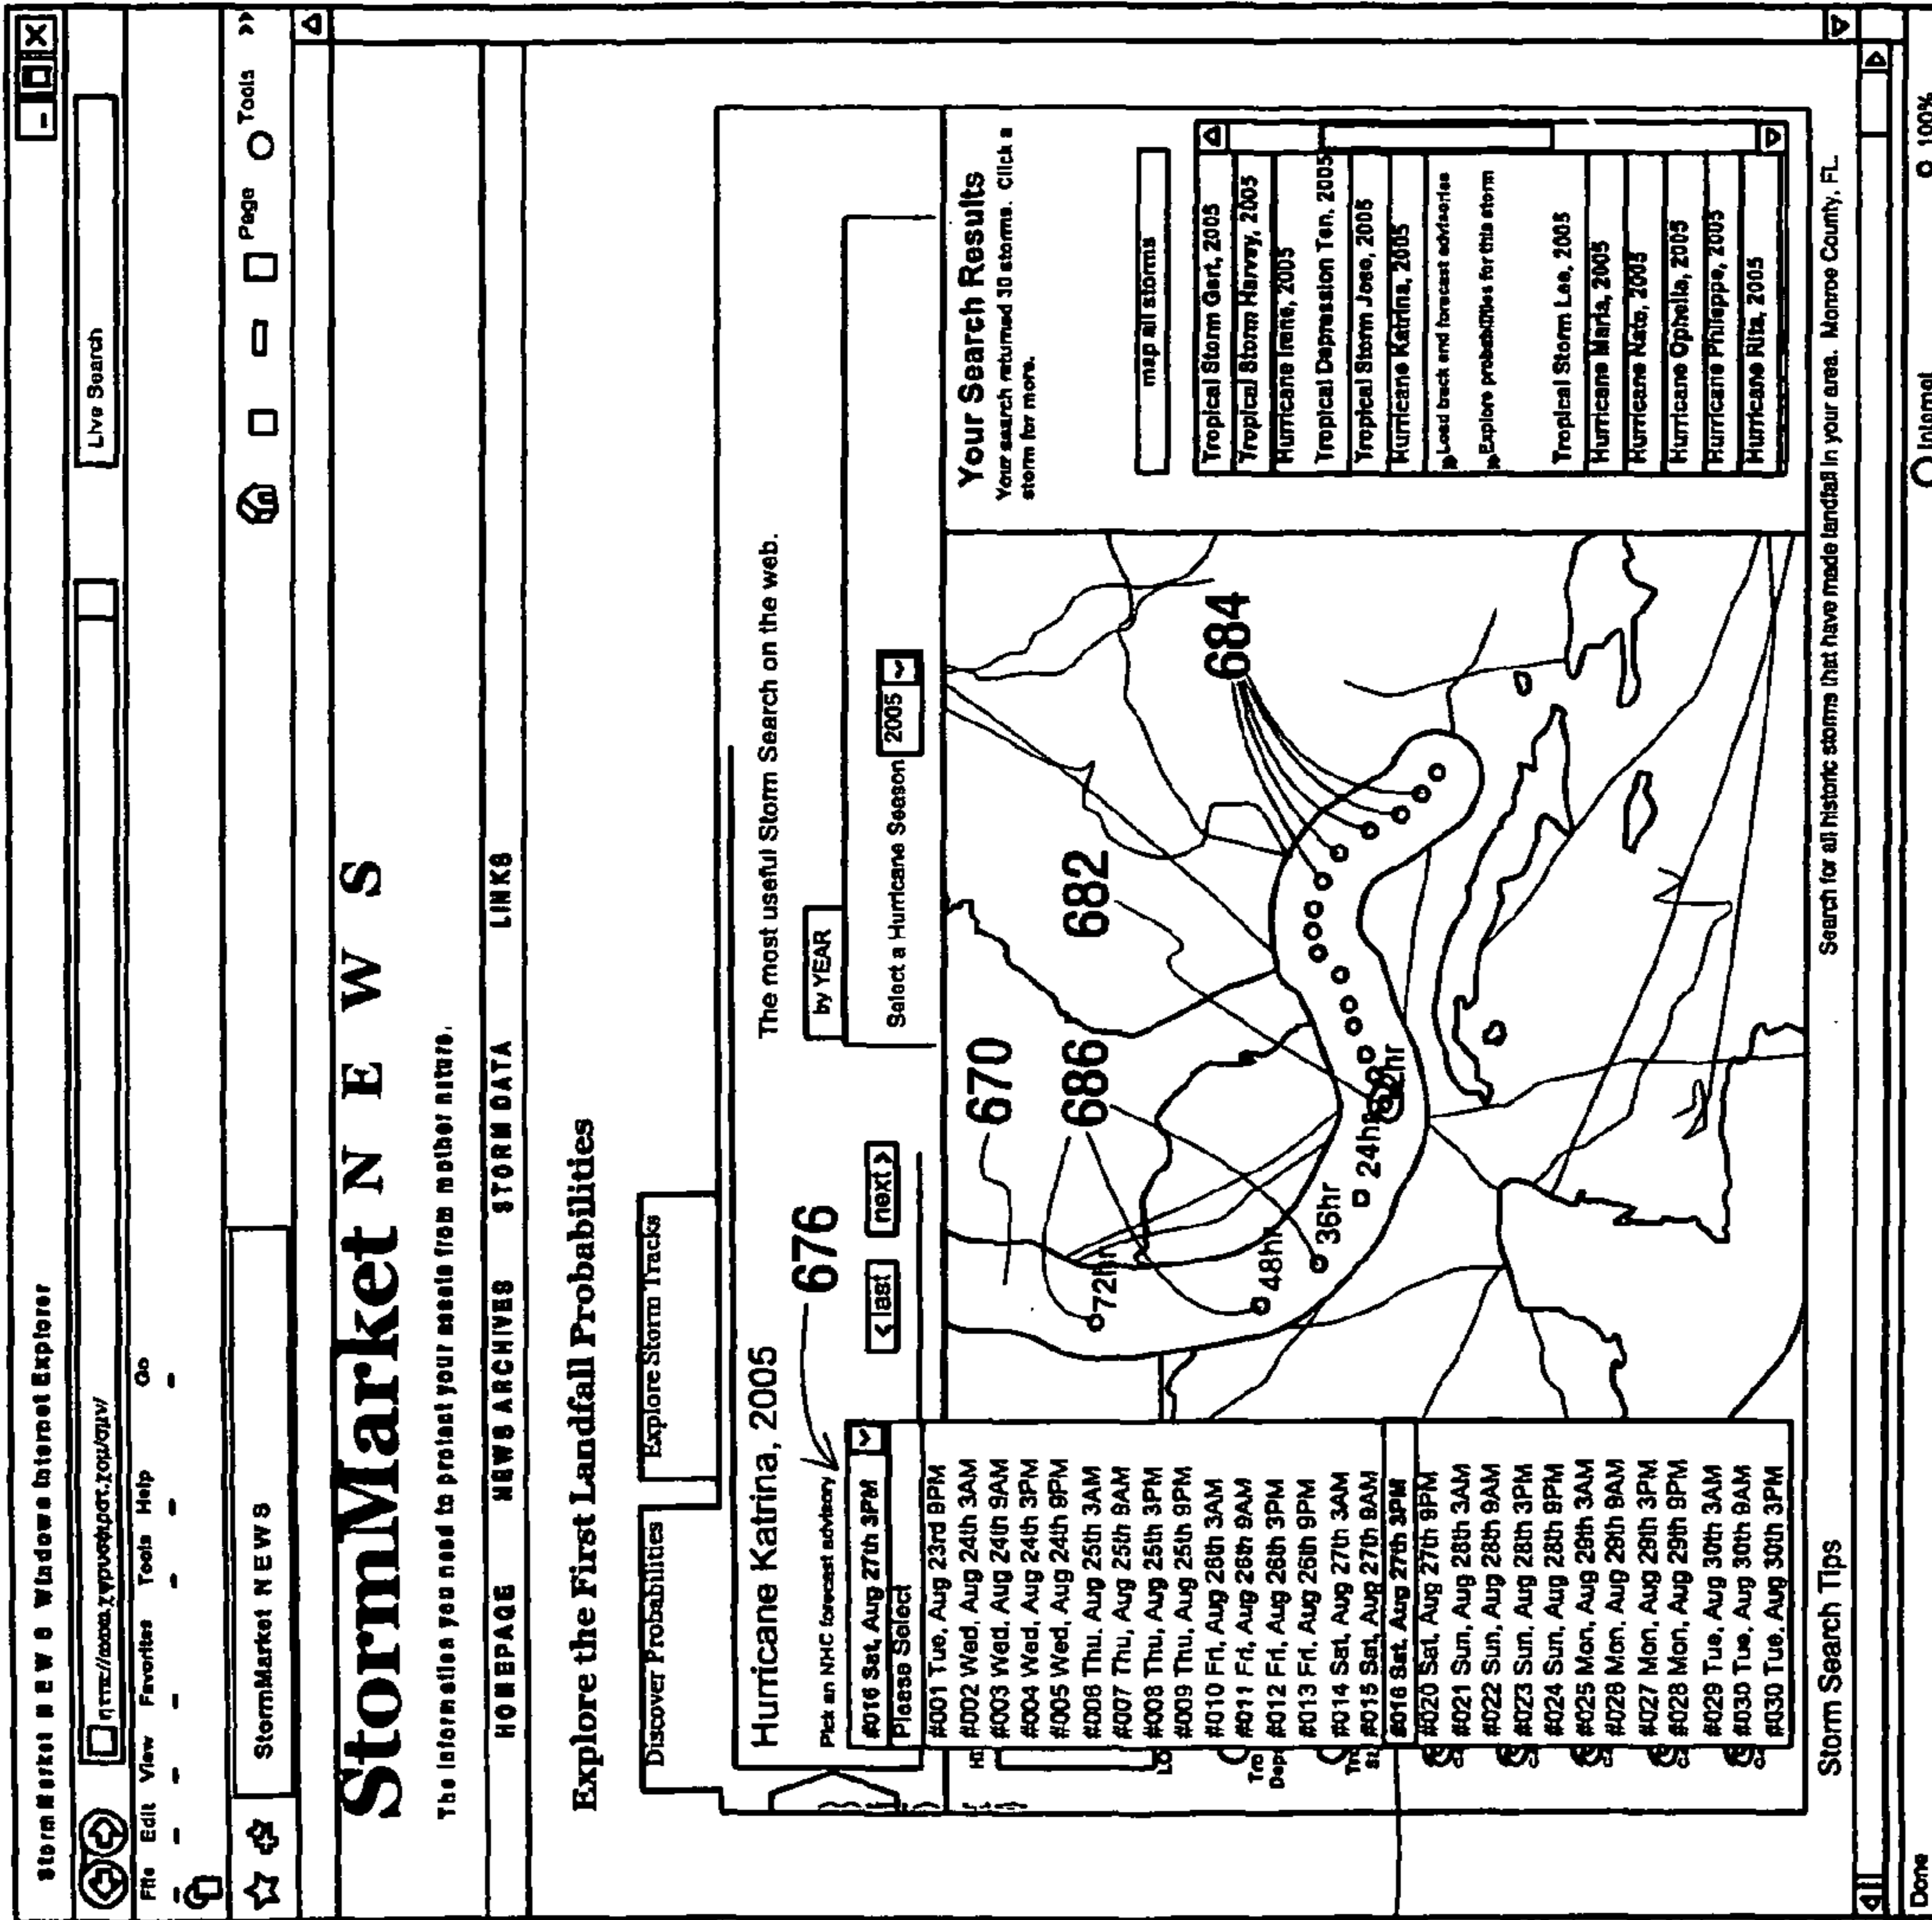 StormMarket N E W S Windows Internet Explorer
ηττπ://ωωω.χψρυσφιρστ.χομ/σμν/
Live Search
File Edit View Favorites Tools Help Go
StormMarket NEWS
Page
Tools
»
StormMarket N E W S
The information you need to protect your assets from mother nature.
HOMEPAGE NEWS ARCHIVES STORM DATA LINKS
Explore the First Landfall Probabilities
Discover Probabilities
Explore Storm Tracks
Hurricane Katrina, 2005
676
The most useful Storm Search on the web.
Pick an NHC forecast advisory
< last
next >
by YEAR
#016 Sat, Aug 27th 3PM
Select a Hurricane Season 2005
Please Select
#001 Tue, Aug 23rd 9PM
#002 Wed, Aug 24th 3AM
#003 Wed, Aug 24th 9AM
#004 Wed, Aug 24th 3PM
#005 Wed, Aug 24th 9PM
#006 Thu. Aug 25th 3AM
#007 Thu, Aug 25th 9AM
#008 Thu, Aug 25th 3PM
#009 Thu, Aug 25th 9PM
#010 Fri, Aug 26th 3AM
#011 Fri, Aug 26th 9AM
#012 Fri, Aug 26th 3PM
#013 Fri, Aug 26th 9PM
#014 Sat, Aug 27th 3AM
#015 Sat, Aug 27th 9AM
#016 Sat, Aug 27th 3PM
#020 Sat, Aug 27th 9PM
#021 Sun, Aug 28th 3AM
#022 Sun, Aug 28th 9AM
#023 Sun, Aug 28th 3PM
#024 Sun, Aug 28th 9PM
#025 Mon, Aug 29th 3AM
#026 Mon, Aug 29th 9AM
#027 Mon, Aug 29th 3PM
#028 Mon, Aug 29th 9PM
#029 Tue, Aug 30th 3AM
#030 Tue, Aug 30th 9AM
#030 Tue, Aug 30th 3PM
670
686
682
684
72hr
48hr
36hr
24hr
Your Search Results
Your search returned 30 storms. Click a
storm for more.
map all storms
Tropical Storm Gert, 2005
Tropical Storm Harvey, 2005
Hurricane Irene, 2005
Tropical Depression Ten, 2005
Tropical Storm Jose, 2005
Hurricane Katrina, 2005
»Load track and forecast advisories
»Explore probabilities for this storm
Tropical Storm Lee, 2005
Hurricane Maria, 2005
Hurricane Nate, 2005
Hurricane Ophelia, 2005
Hurricane Philippe, 2005
Hurricane Rita, 2005
Storm Search Tips
Search for all historic storms that have made landfall in your area. Monroe County, FL.
Done
Internet
100%